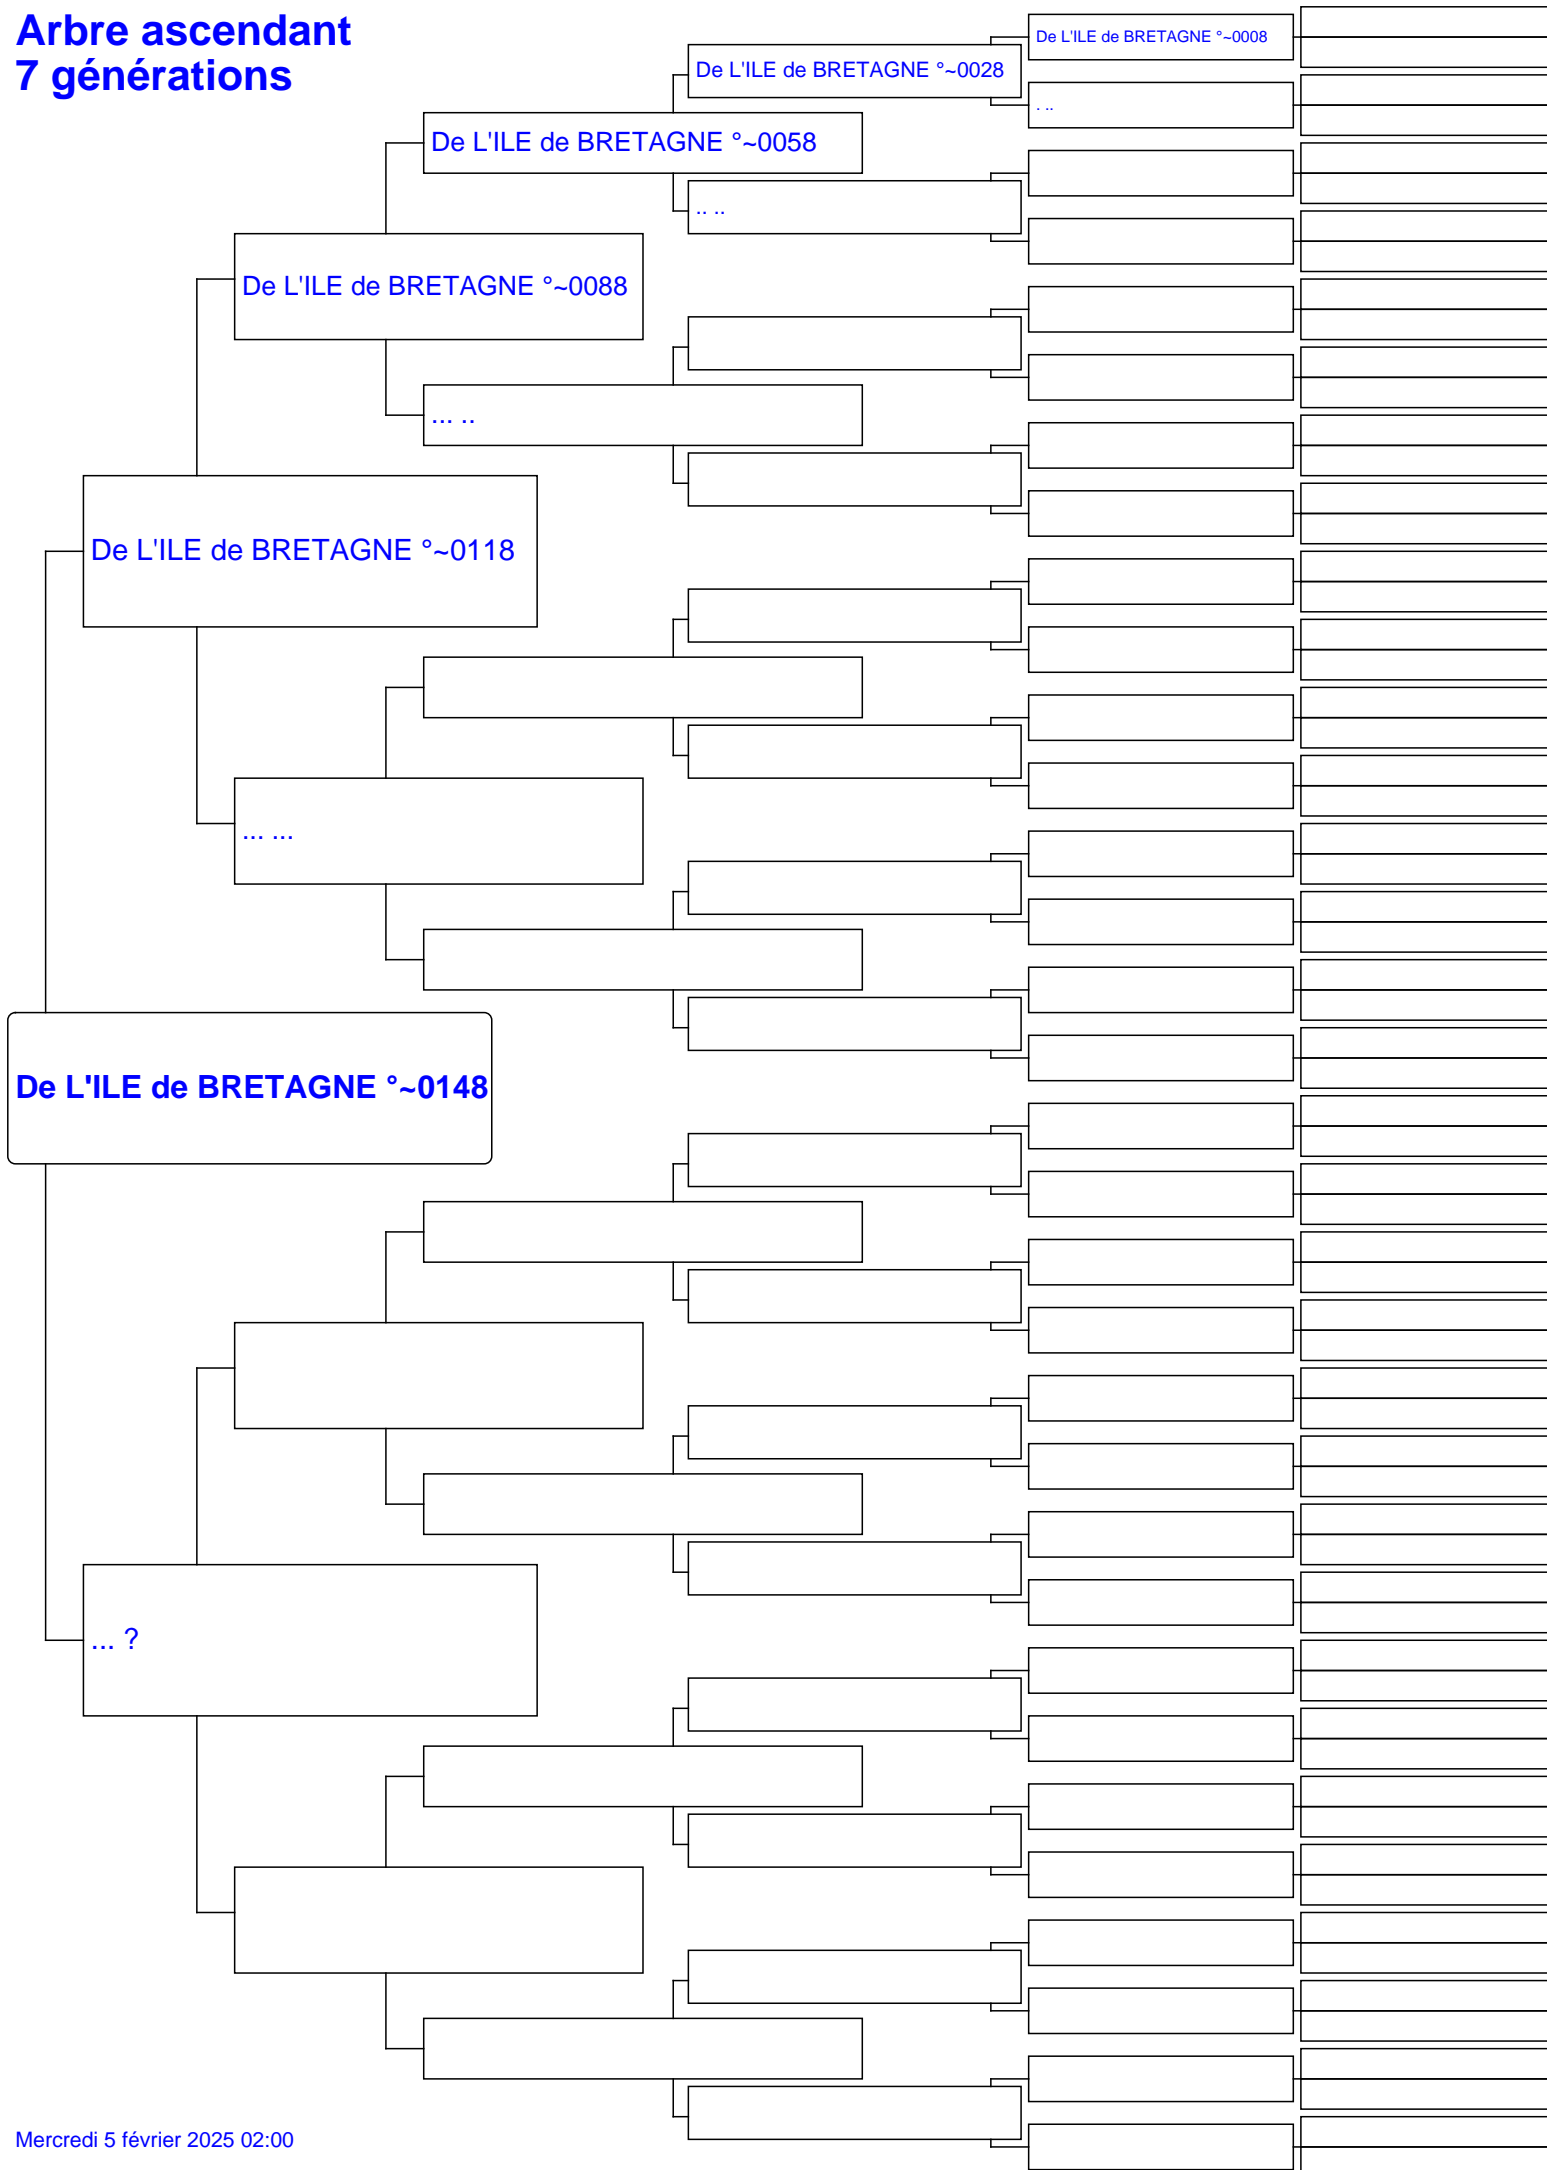 Arbre ascendant
7 générations
De L'ILE de BRETAGNE °~0008
De L'ILE de BRETAGNE °~0028
. ..
De L'ILE de BRETAGNE °~0058
.. ..
De L'ILE de BRETAGNE °~0088
... ..
De L'ILE de BRETAGNE °~0118
... ...
De L'ILE de BRETAGNE °~0148
... ?
Mercredi 5 février 2025 02:00